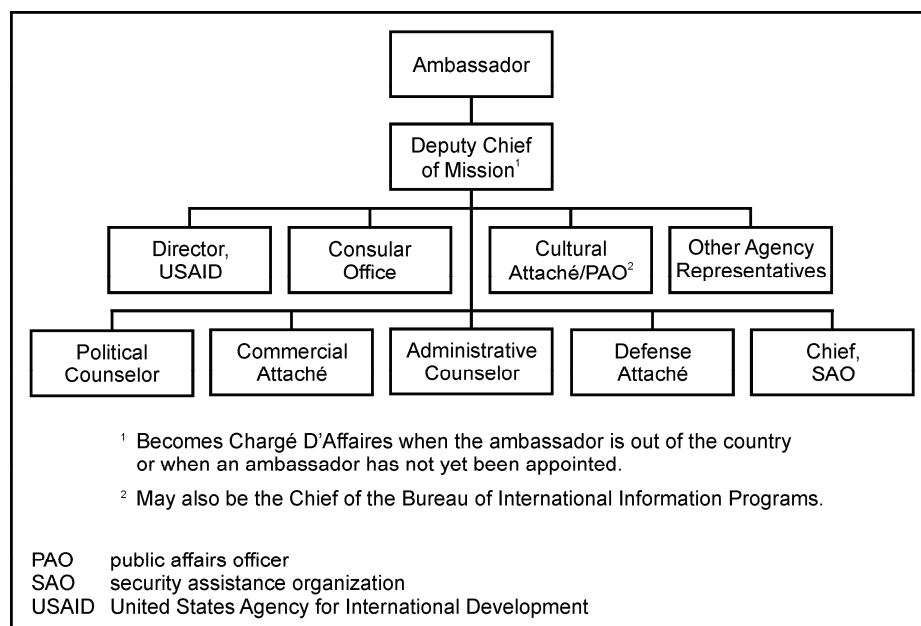 Ambassador
Deputy Chief
of Mission¹
Director,
USAID
Consular
Office
Cultural
Attaché/PAO²
Other Agency
Representatives
Political
Counselor
Commercial
Attaché
Administrative
Counselor
Defense
Attaché
Chief,
SAO
¹ Becomes Chargé D'Affaires when the ambassador is out of the country
or when an ambassador has not yet been appointed.
² May also be the Chief of the Bureau of International Information Programs.
PAO public affairs officer
SAO security assistance organization
USAID United States Agency for International Development